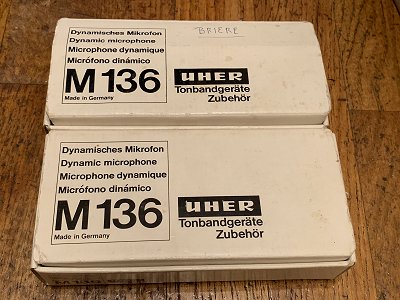 BRIERE
Dynamisches Mikrofon
Dynamic microphone
Microphone dynamique
Micrófono dinámico
M 136
Made in Germany
UHER
Tonbandgeräte
Zubehör
Dynamisches Mikrofon
Dynamic microphone
Microphone dynamique
Micrófono dinámico
M 136
Made in Germany
UHER
Tonbandgeräte
Zubehör
M 136